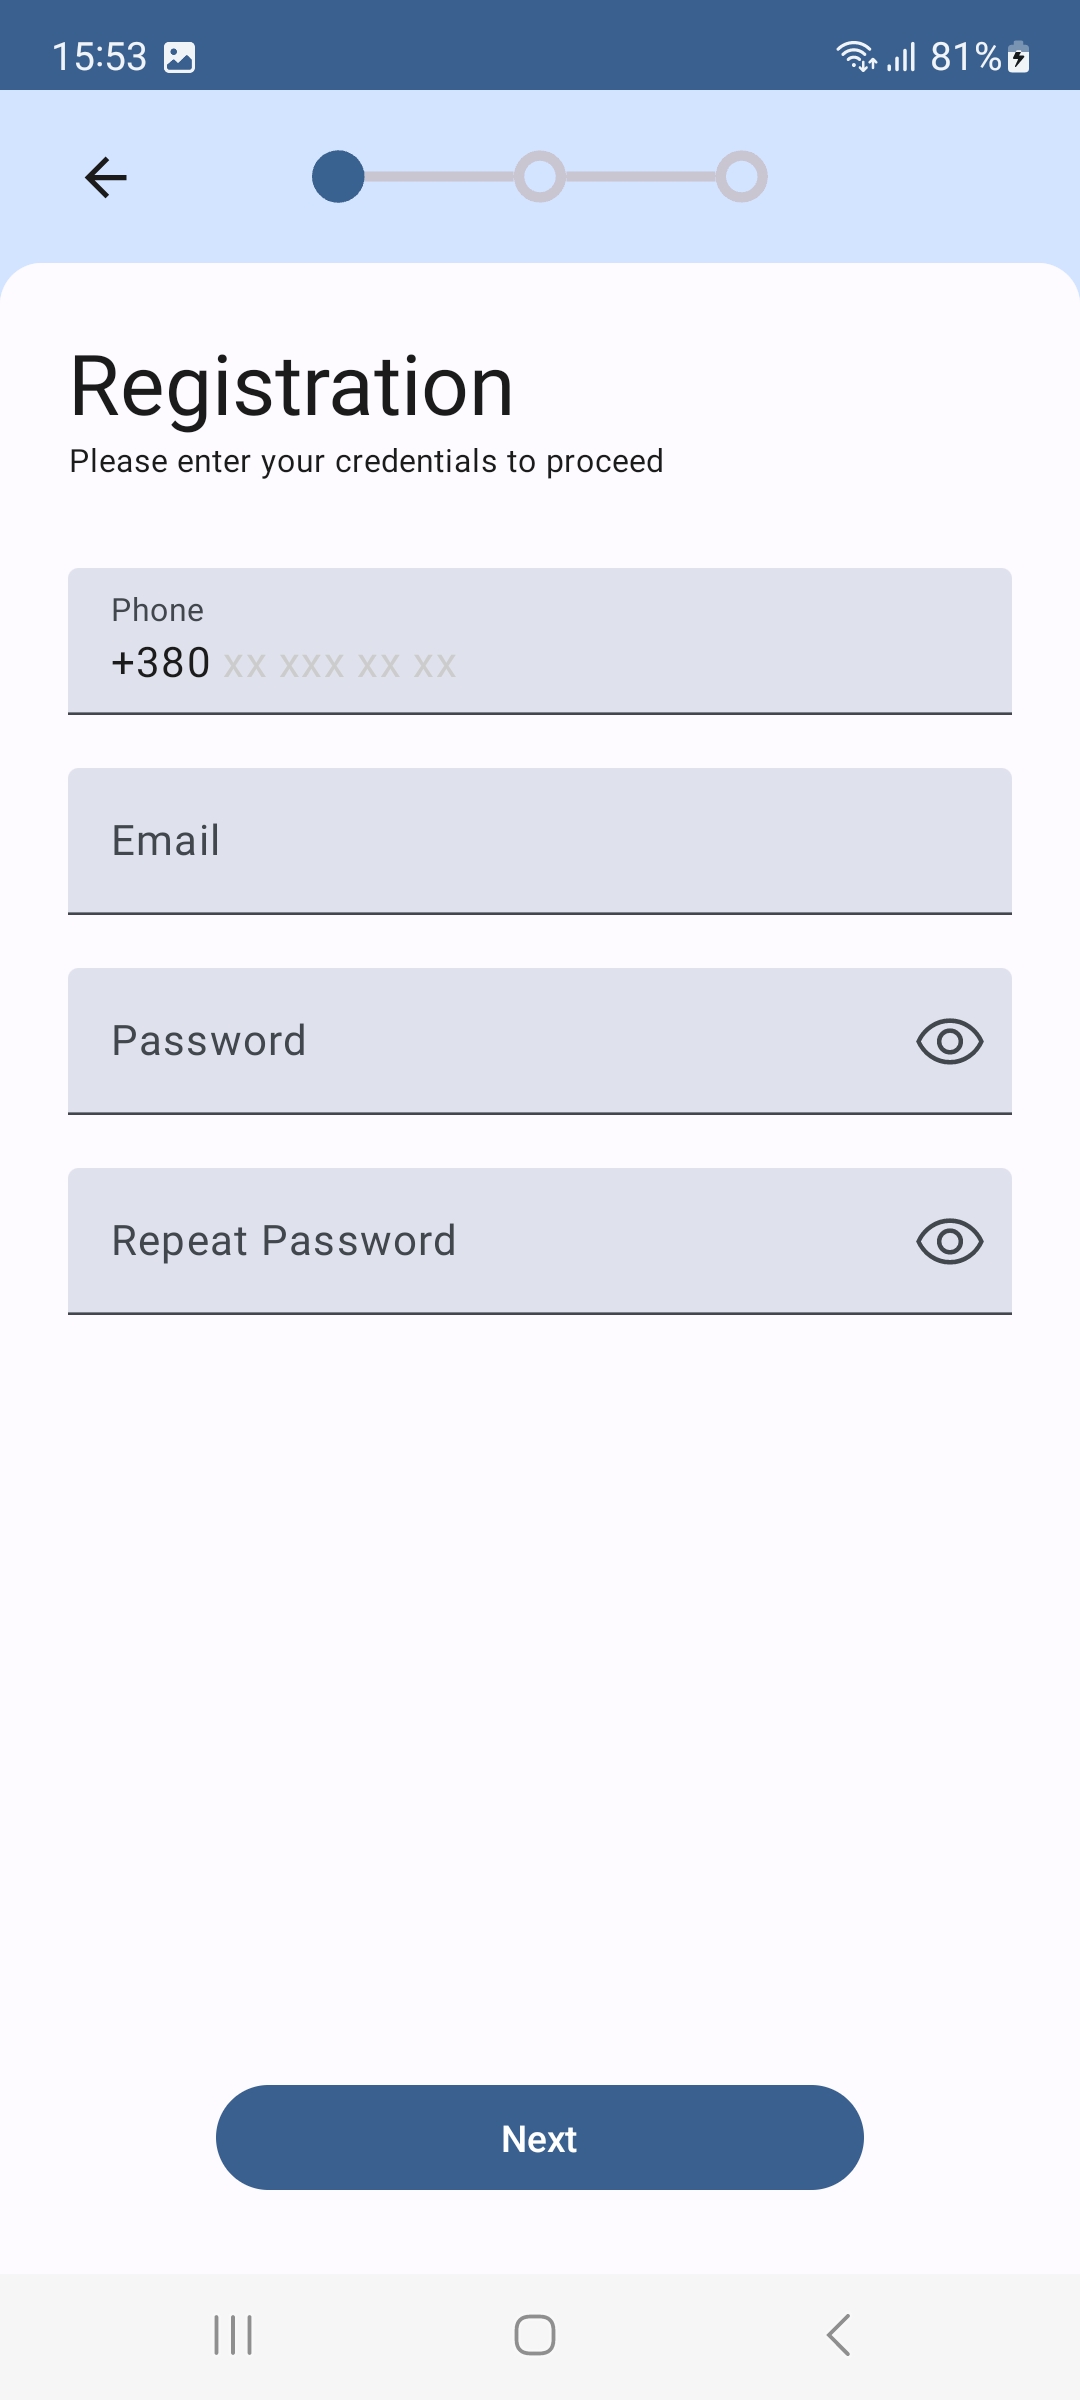 15:53 81%
Registration
Please enter your credentials to proceed
Phone
+380 xx xxx xx xx
Email
Password
Repeat Password
Next